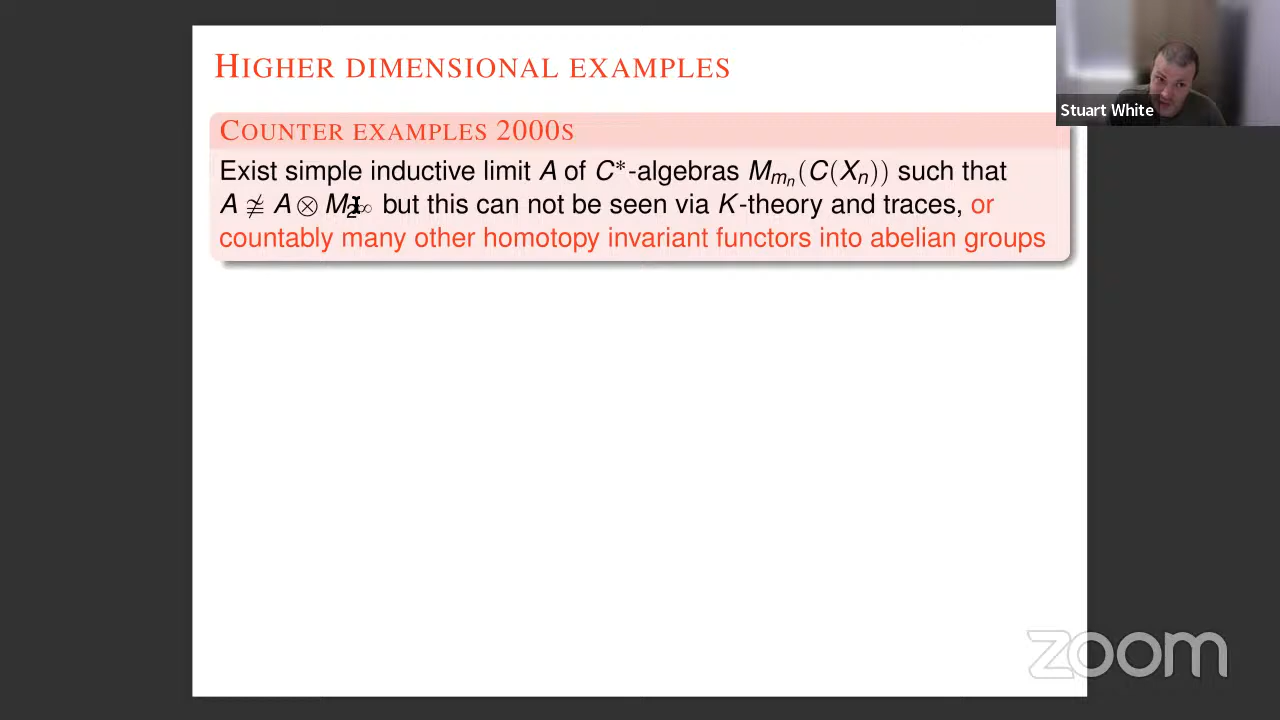 HIGHER DIMENSIONAL EXAMPLES
Stuart White
COUNTER EXAMPLES 2000S
Exist simple inductive limit A of C*-algebras M_{m_n}(C(X_n)) such that
A ≇ A ⊗ M_{2^∞} but this can not be seen via K-theory and traces, or
countably many other homotopy invariant functors into abelian groups
zoom